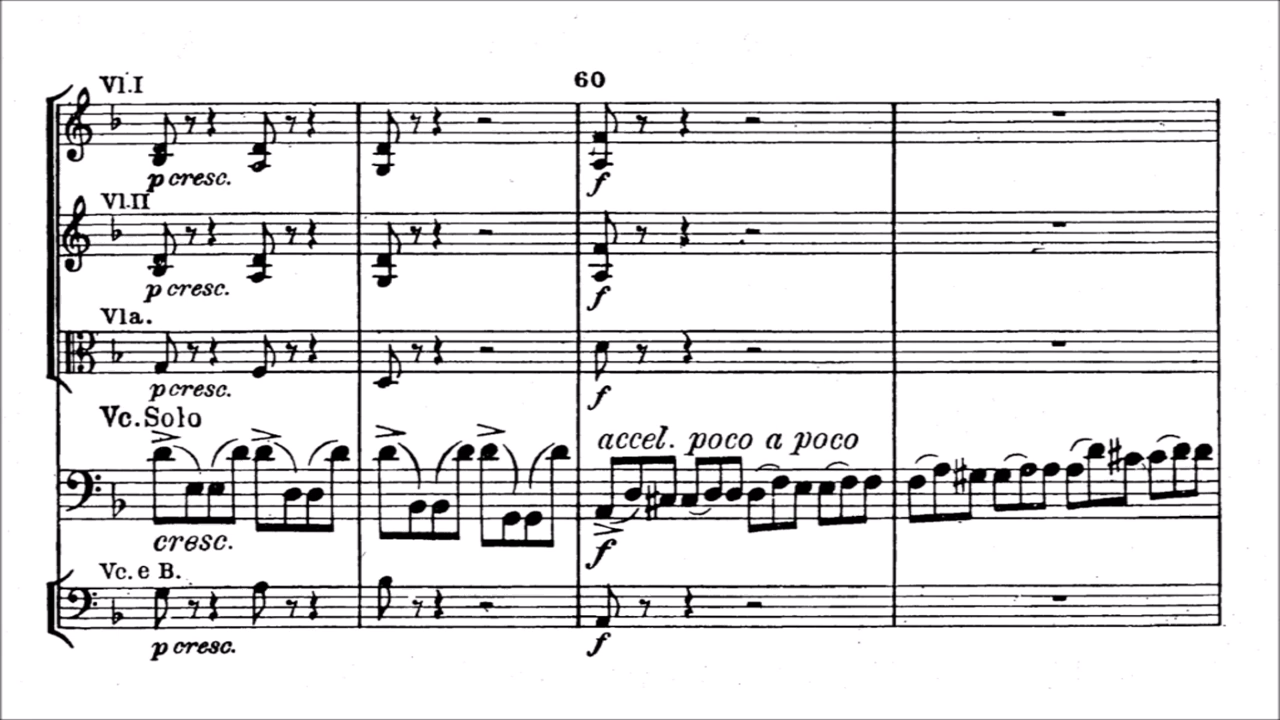 Vl.I
60
p cresc.
f
Vl.II
p cresc.
f
Vla.
p cresc.
f
Vc. Solo
accel. poco a poco
cresc.
f
Vc. e B.
p cresc.
f